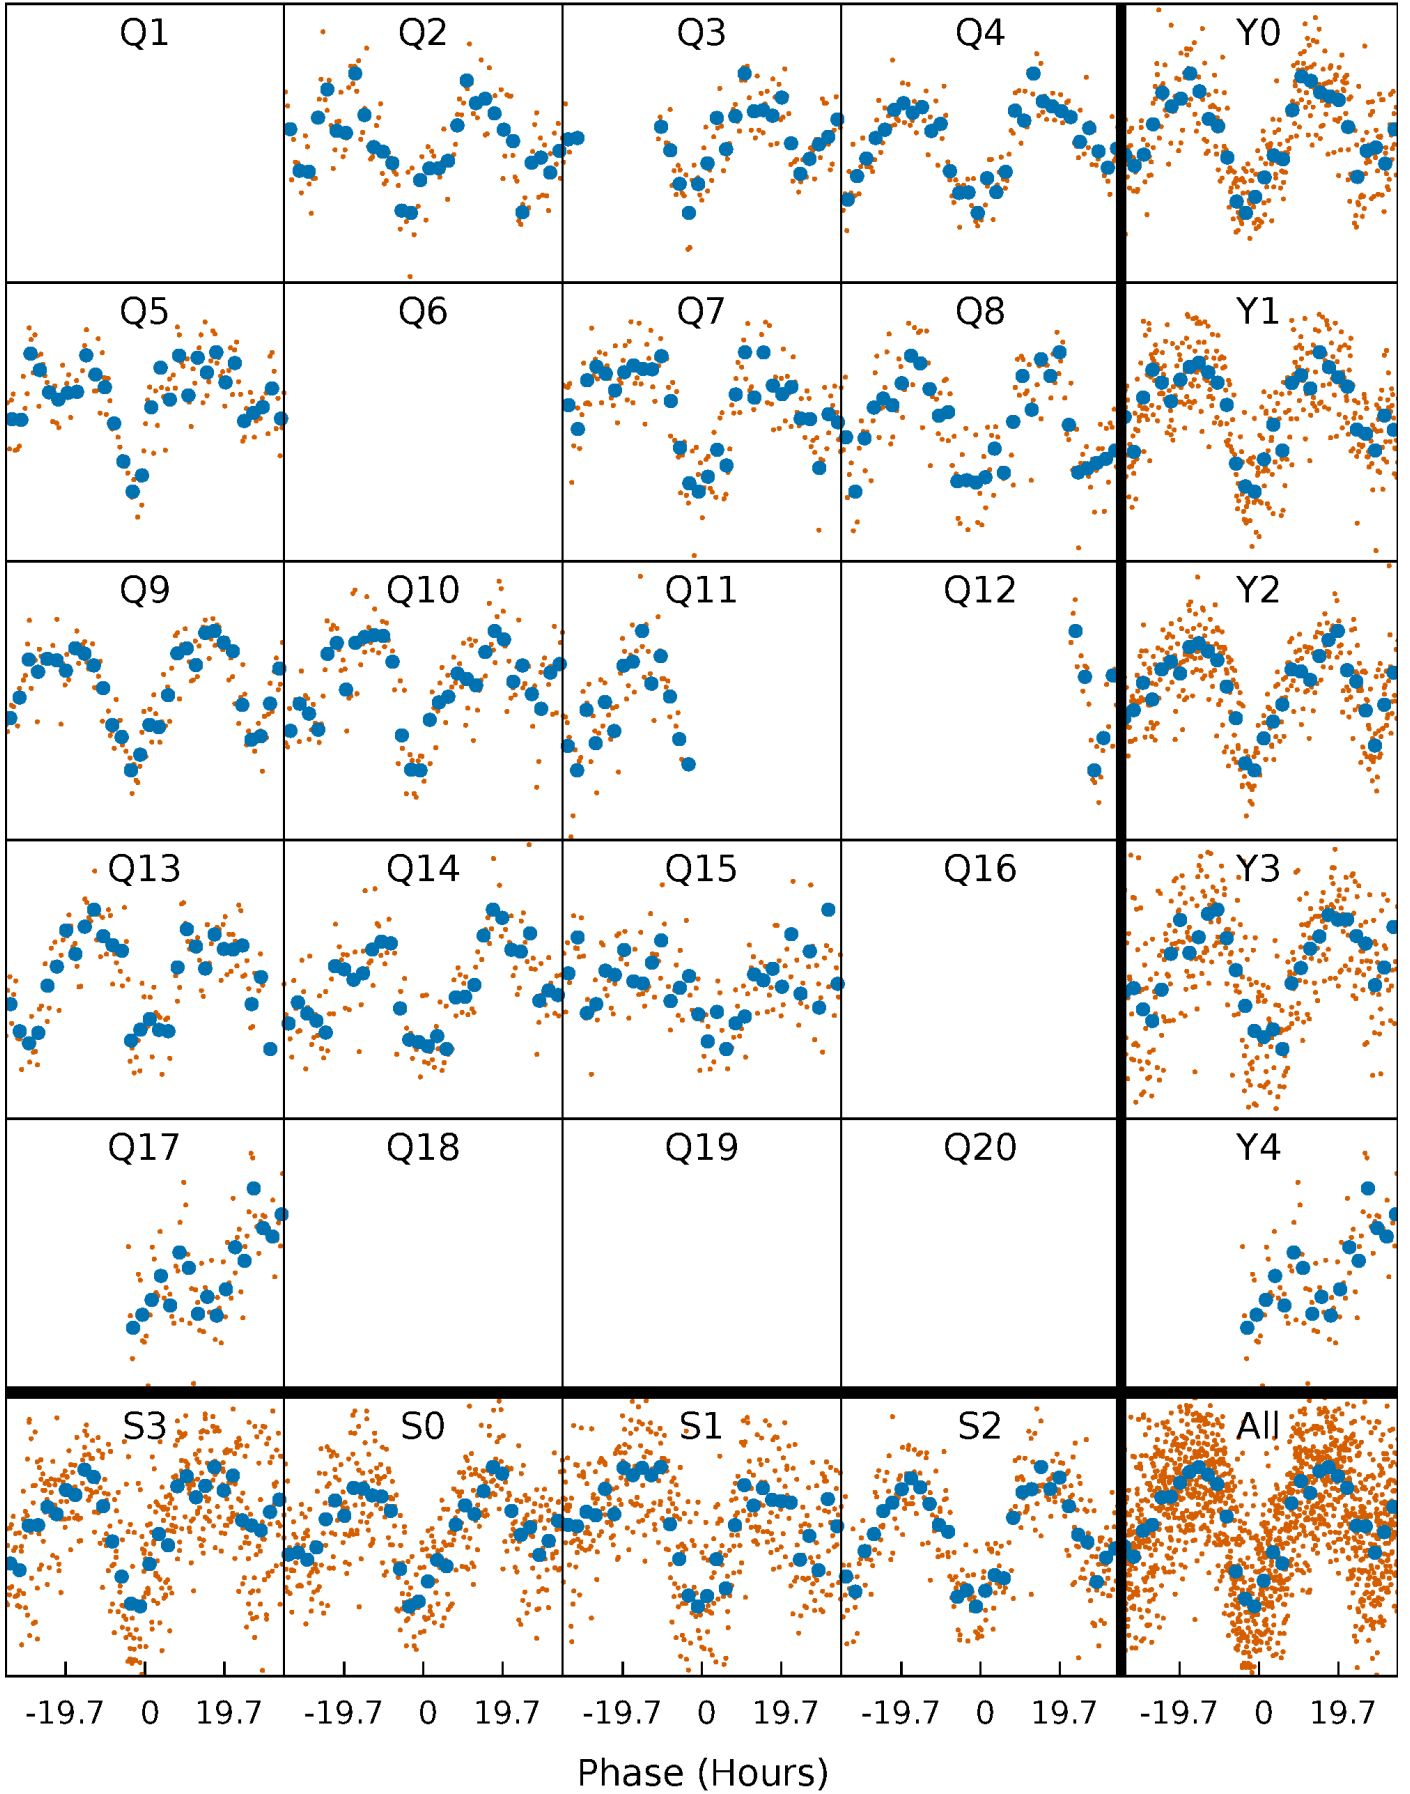 Q1 Q2 Q3 Q4 Y0
Q5 Q6 Q7 Q8 Y1
Q9 Q10 Q11 Q12 Y2
Q13 Q14 Q15 Q16 Y3
Q17 Q18 Q19 Q20 Y4
S3 S0 S1 S2 All
-19.7 0 19.7 -19.7 0 19.7 -19.7 0 19.7 -19.7 0 19.7 -19.7 0 19.7
Phase (Hours)